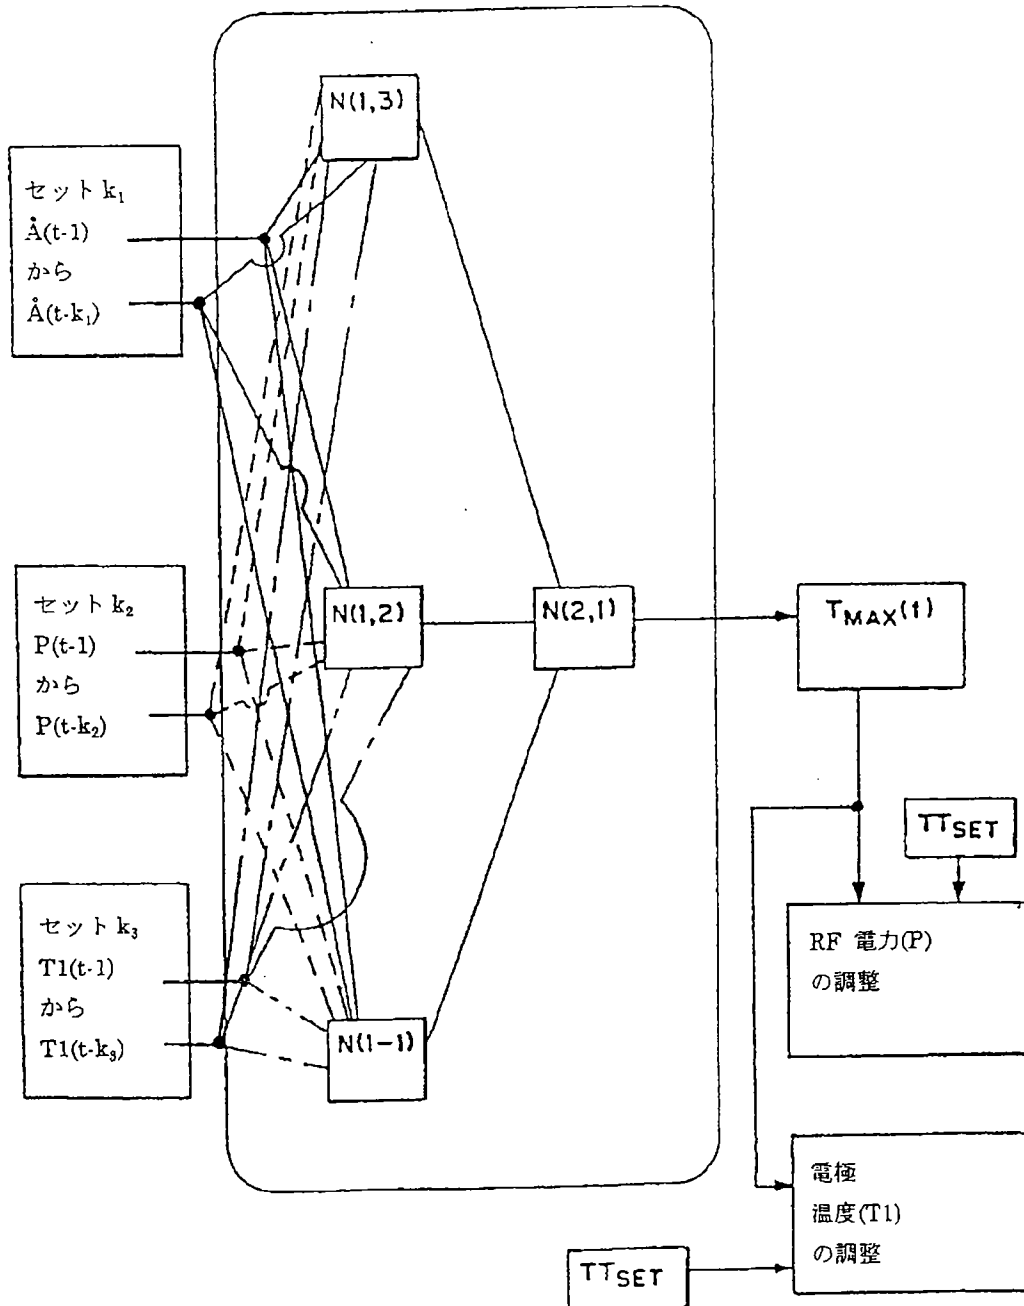 N(1,3)
セット k₁
Å(t-1)
から
Å(t-k₁)
セット k₂
P(t-1)
から
P(t-k₂)
N(1,2)
N(2,1)
TMAX(t)
TTSET
セット k₃
T1(t-1)
から
T1(t-k₃)
N(1-1)
RF 電力(P)
の調整
電極
温度(T1)
の調整
TTSET